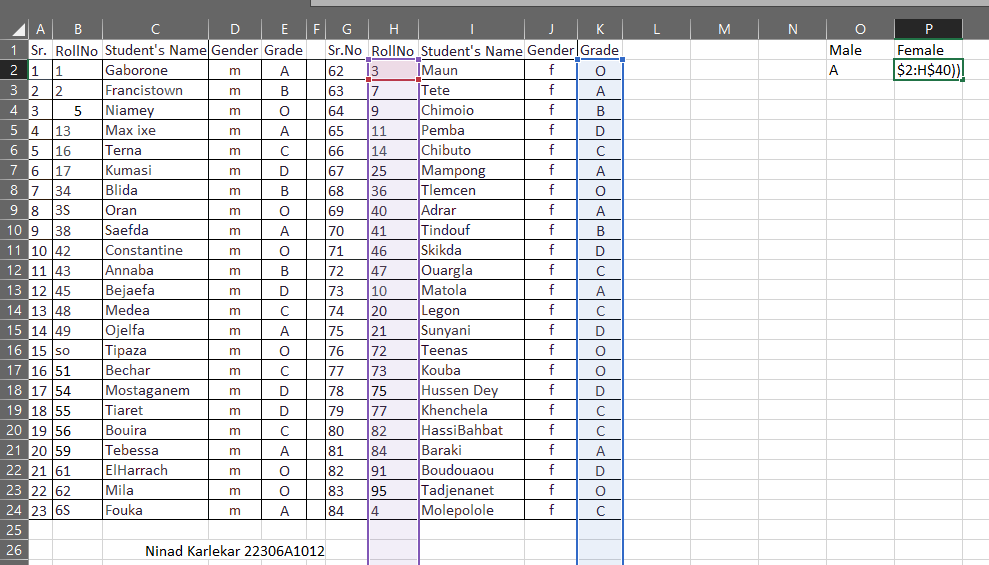 A B C D E F G H I J K L M N O P
1 Sr. RollNo Student's Name Gender Grade Sr.No RollNo Student's Name Gender Grade Male Female
2 1 1 Gaborone m A 62 3 Maun f O A $2:H$40))
3 2 2 Francistown m B 63 7 Tete f A
4 3 5 Niamey m O 64 9 Chimoio f B
5 4 13 Max ixe m A 65 11 Pemba f D
6 5 16 Terna m C 66 14 Chibuto f C
7 6 17 Kumasi m D 67 25 Mampong f A
8 7 34 Blida m B 68 36 Tlemcen f O
9 8 3S Oran m O 69 40 Adrar f A
10 9 38 Saefda m A 70 41 Tindouf f B
11 10 42 Constantine m O 71 46 Skikda f D
12 11 43 Annaba m B 72 47 Ouargla f C
13 12 45 Bejaefa m D 73 10 Matola f A
14 13 48 Medea m C 74 20 Legon f C
15 14 49 Ojelfa m A 75 21 Sunyani f D
16 15 so Tipaza m O 76 72 Teenas f O
17 16 51 Bechar m C 77 73 Kouba f O
18 17 54 Mostaganem m D 78 75 Hussen Dey f D
19 18 55 Tiaret m D 79 77 Khenchela f C
20 19 56 Bouira m C 80 82 HassiBahbat f C
21 20 59 Tebessa m A 81 84 Baraki f A
22 21 61 ElHarrach m O 82 91 Boudouaou f D
23 22 62 Mila m O 83 95 Tadjenanet f O
24 23 6S Fouka m A 84 4 Molepolole f C
25
26 Ninad Karlekar 22306A1012